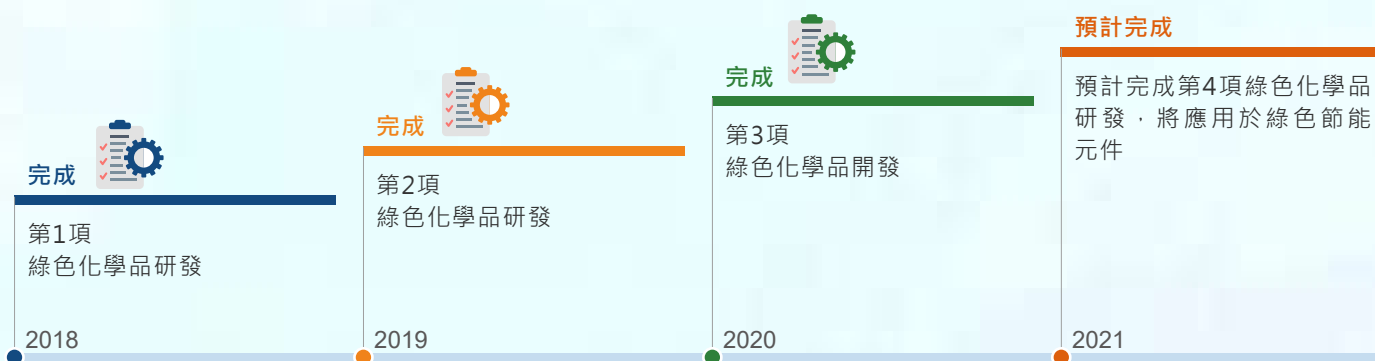 完成
第1項
綠色化學品研發
2018
完成
第2項
綠色化學品研發
2019
完成
第3項
綠色化學品開發
2020
預計完成
預計完成第4項綠色化學品
研發，將應用於綠色節能
元件
2021